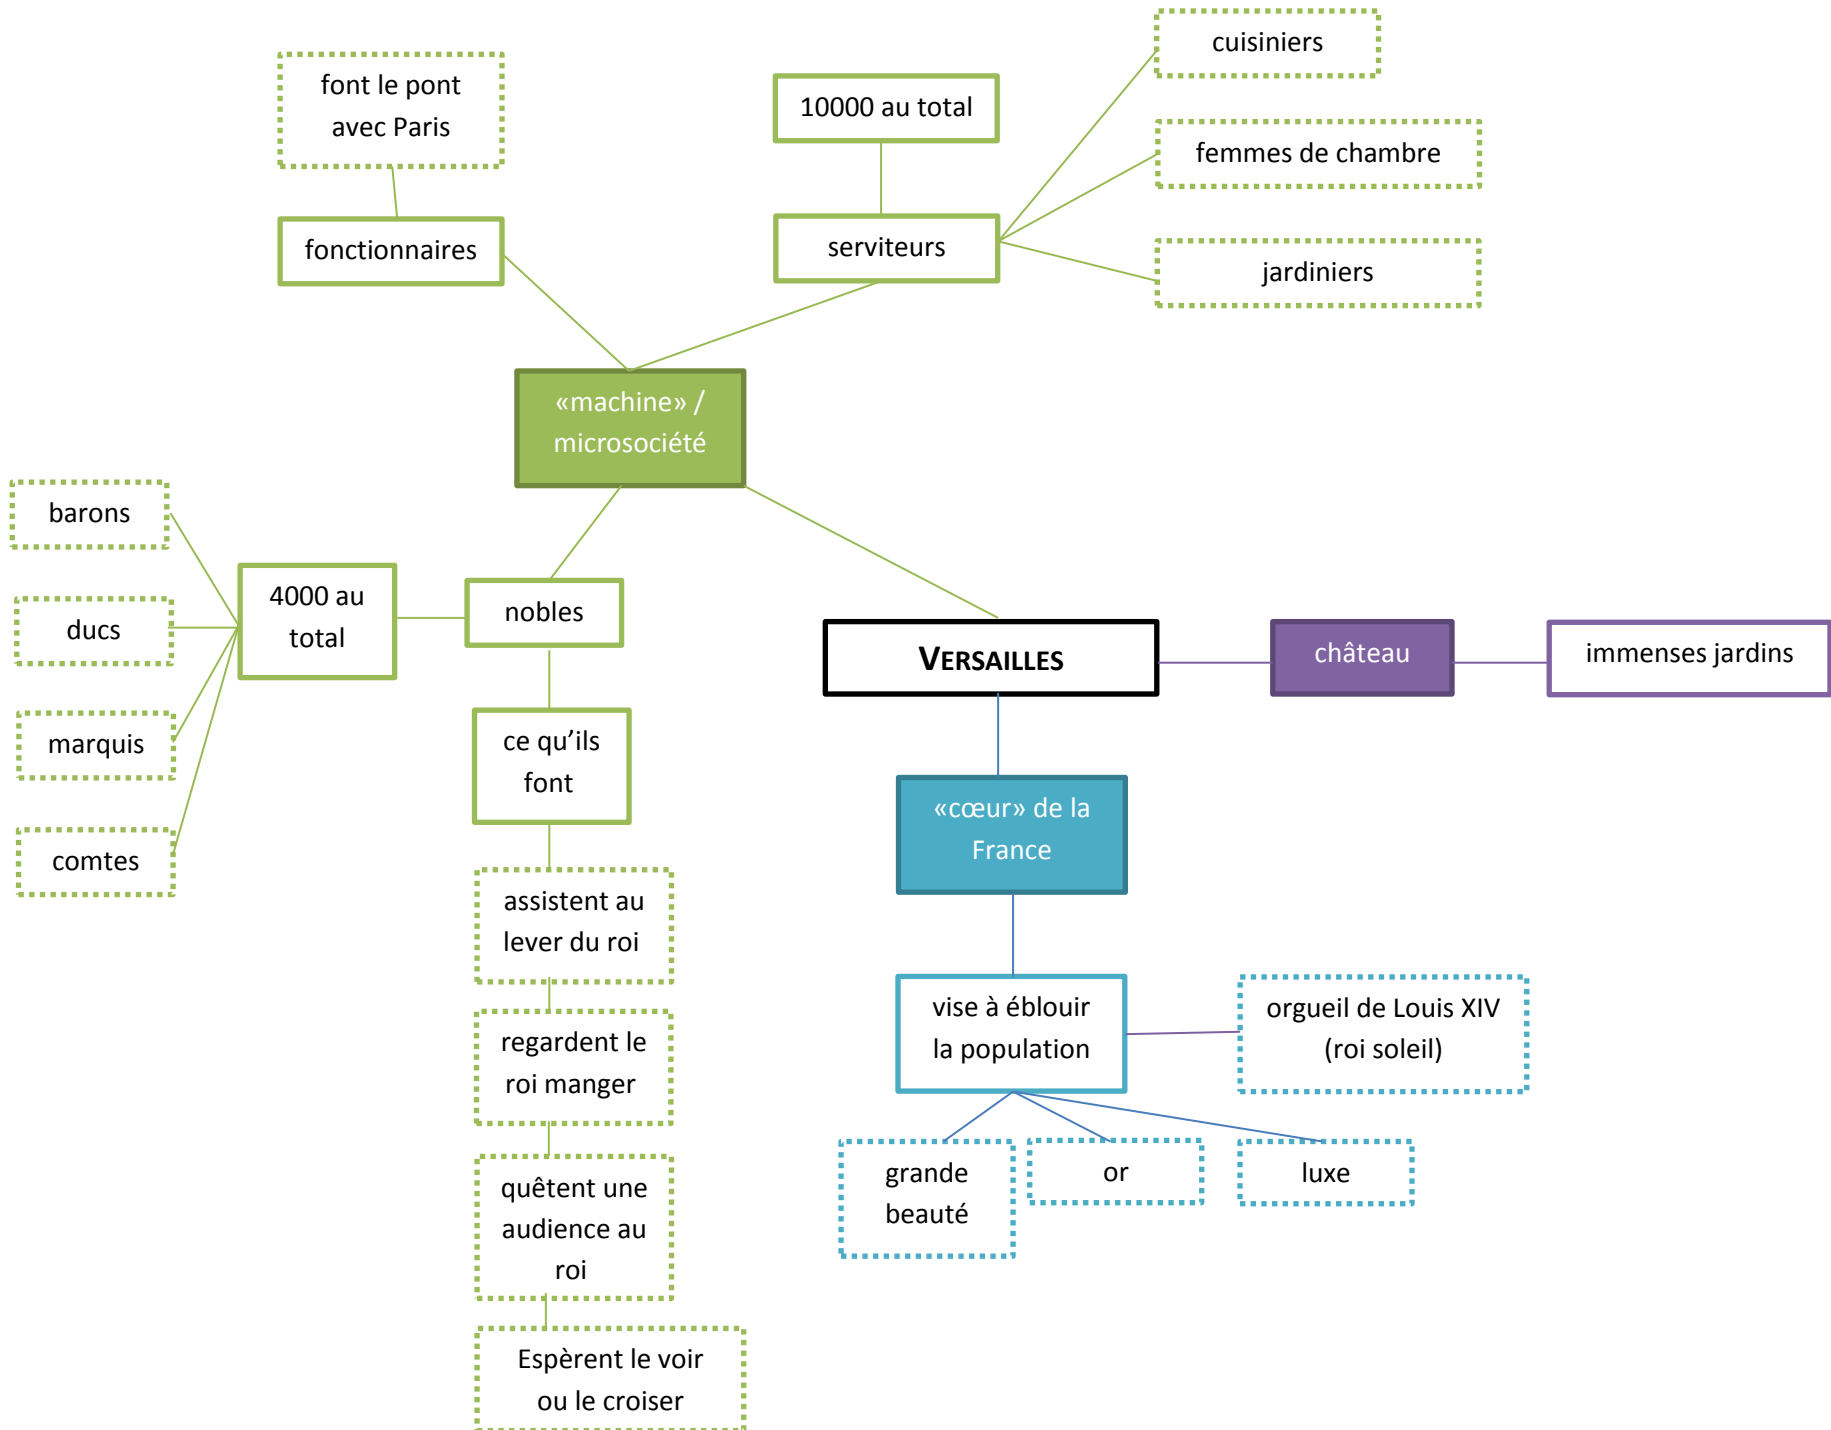 cuisiniers
font le pont
avec Paris
10000 au total
femmes de chambre
fonctionnaires
serviteurs
jardiniers
«machine» /
microsociété
barons
4000 au
total
nobles
ducs
VERSAILLES
château
immenses jardins
marquis
ce qu’ils
font
«cœur» de la
France
comtes
assistent au
lever du roi
vise à éblouir
la population
orgueil de Louis XIV
(roi soleil)
regardent le
roi manger
grande
beauté
or
luxe
quêtent une
audience au
roi
Espèrent le voir
ou le croiser